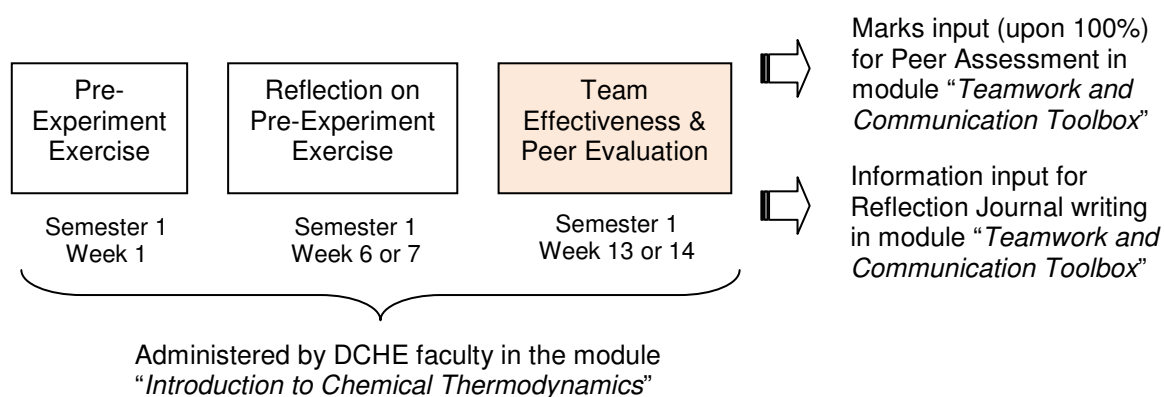 Pre-
Experiment
Exercise
Semester 1
Week 1
Reflection on
Pre-Experiment
Exercise
Semester 1
Week 6 or 7
Team
Effectiveness &
Peer Evaluation
Semester 1
Week 13 or 14
Marks input (upon 100%)
for Peer Assessment in
module “Teamwork and
Communication Toolbox”
Information input for
Reflection Journal writing
in module “Teamwork and
Communication Toolbox”
Administered by DCHE faculty in the module
“Introduction to Chemical Thermodynamics”